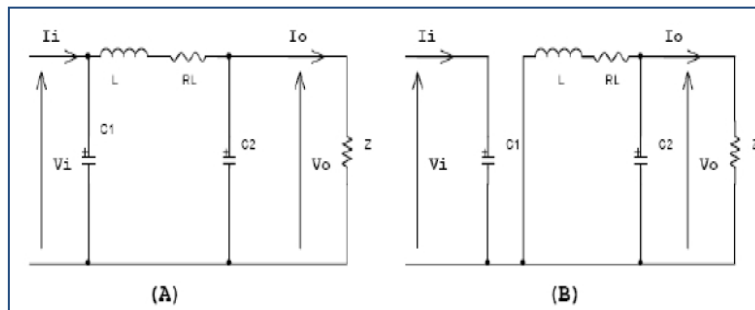 Ii Io Ii Io
L RL L RL
C1 C2 Z C1 C2 Z
Vi Vo Vi Vo
(A) (B)